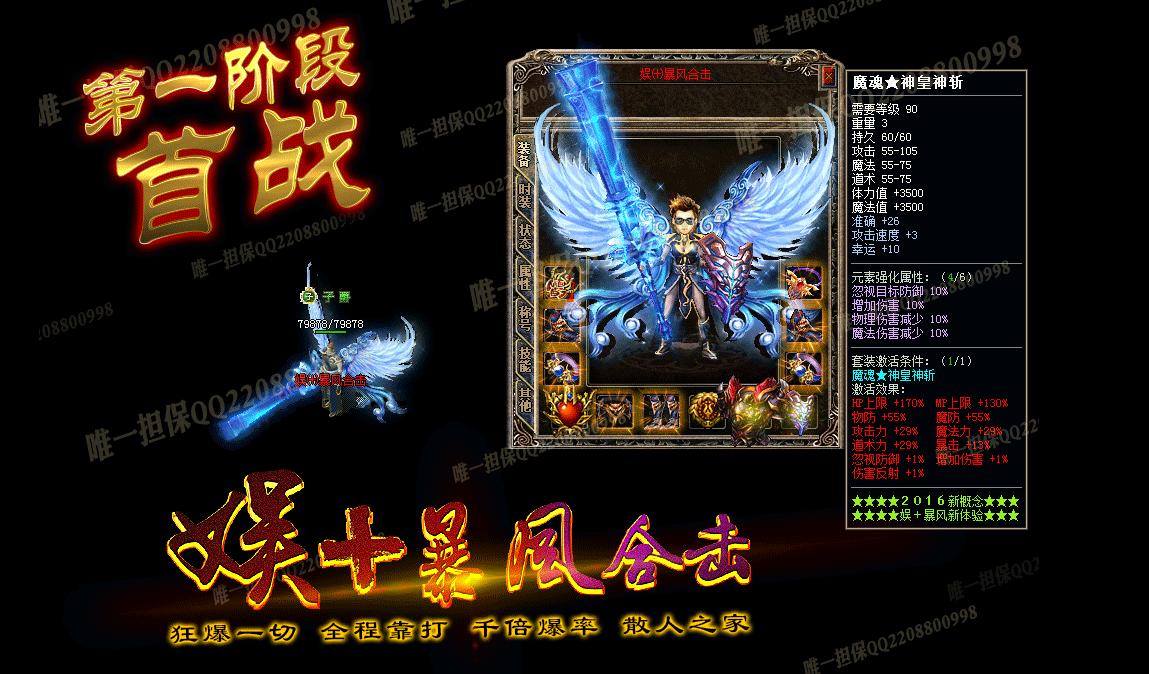 第一阶段
首战
唯一担保QQ2208800998
娱㈩暴风合击
装备
时装
状态
属性
称号
技能
其他
子爵
79878/79878
娱㈩暴风合击
魔魂★神皇神斩
需要等级 90
重量 3
持久 60/60
攻击 55-105
魔法 55-75
道术 55-75
体力值 +3500
魔法值 +3500
准确 +26
攻击速度 +3
幸运 +10
元素强化属性：（4/6）
忽视目标防御 10%
增加伤害 10%
物理伤害减少 10%
魔法伤害减少 10%
套装激活条件：（1/1）
魔魂★神皇神斩
激活效果：
HP上限 +170% MP上限 +130%
物防 +55% 魔防 +55%
攻击力 +29% 魔法力 +29%
道术力 +29% 暴击 +13%
忽视防御 +1% 增加伤害 +1%
伤害反射 +1%
★★★★２０１６新概念★★★
★★★★娱＋暴风新体验★★★
娱十暴风合击
狂爆一切 全程靠打 千倍爆率 散人之家